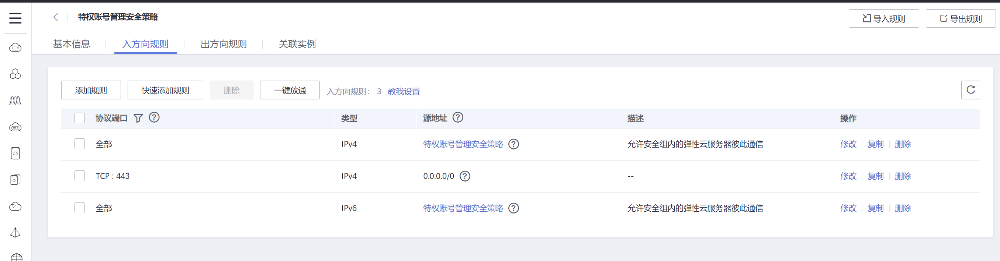 特权账号管理安全策略
导入规则 导出规则
基本信息 入方向规则 出方向规则 关联实例
添加规则 快速添加规则 删除 一键放通 入方向规则： 3 教我设置
协议端口 类型 源地址 描述 操作
全部 IPv4 特权账号管理安全策略 允许安全组内的弹性云服务器彼此通信 修改 复制 删除
TCP : 443 IPv4 0.0.0.0/0 -- 修改 复制 删除
全部 IPv6 特权账号管理安全策略 允许安全组内的弹性云服务器彼此通信 修改 复制 删除